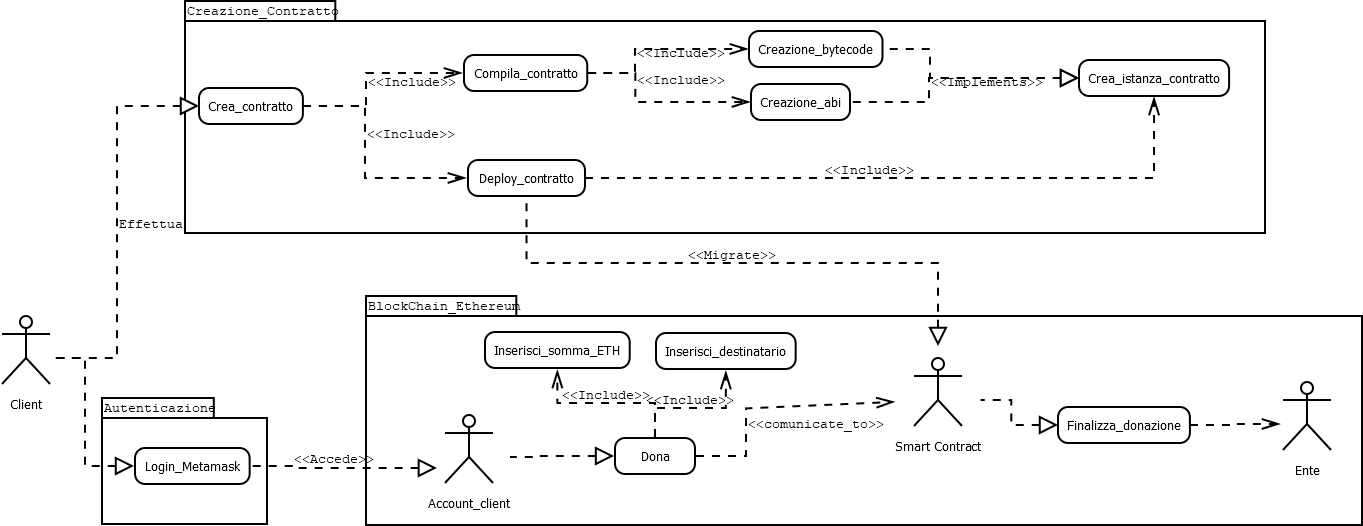 Creazione_Contratto
Creazione_bytecode
<<Include>>
Compila_contratto
Crea_istanza_contratto
<<Include>>
<<Include>>
<<Implements>>
Crea_contratto
Creazione_abi
<<Include>>
Deploy_contratto
<<Include>>
Effettua
<<Migrate>>
BlockChain_Ethereum
Inserisci_somma_ETH
Inserisci_destinatario
Client
Autenticazione
<<Include>>
<<Include>>
<<comunicate_to>>
Finalizza_donazione
Smart Contract
Login_Metamask
<<Accede>>
Dona
Ente
Account_client